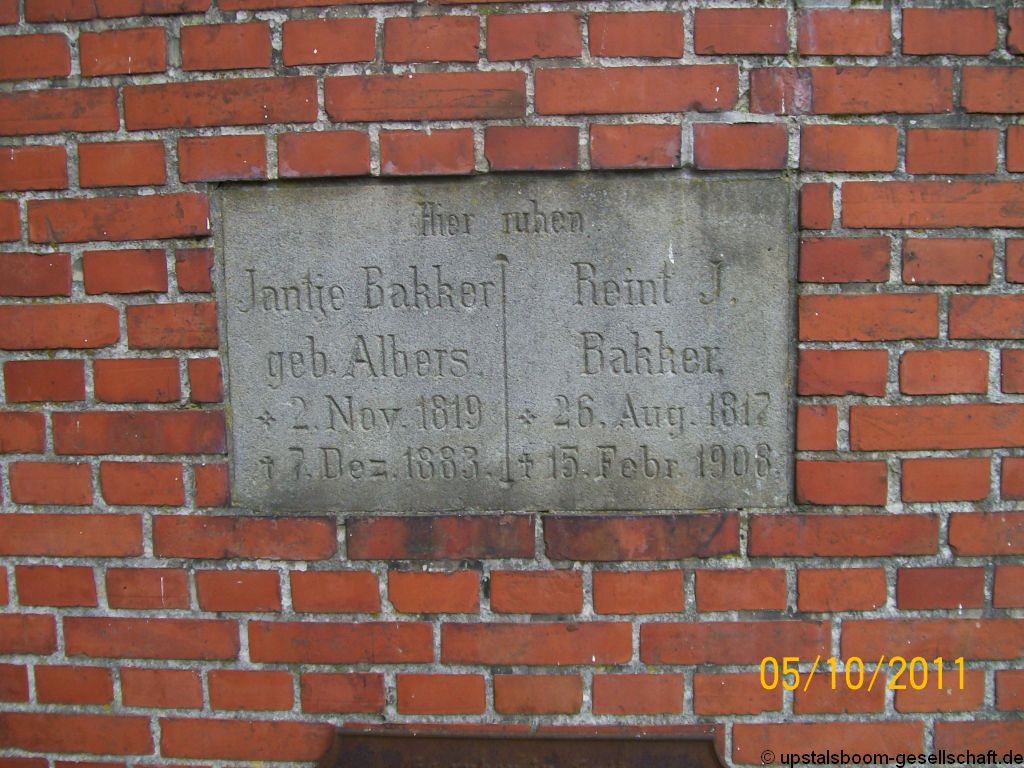 Hier ruhen
Jantje Bakker
geb. Albers.
* 2. Nov. 1819
† 7. Dez. 1883.
Reint J.
Bakker.
* 26. Aug. 1817
† 15. Febr. 1908.
05/10/2011
© upstalsboom-gesellschaft.de